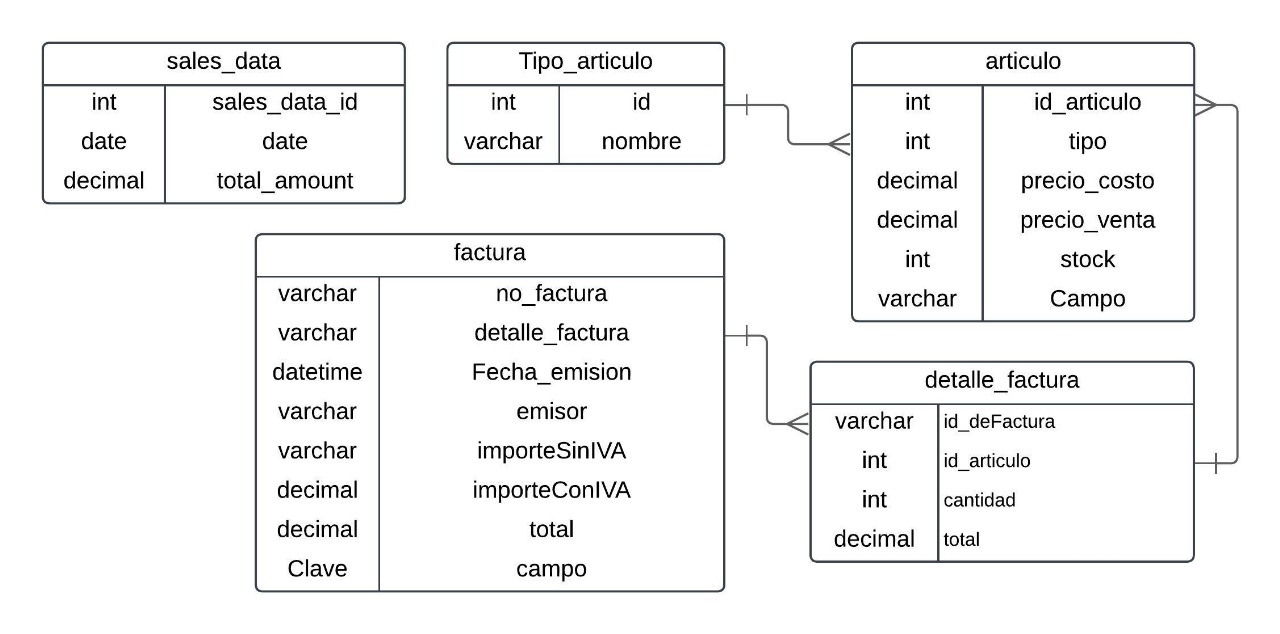 sales_data
int sales_data_id
date date
decimal total_amount
Tipo_articulo
int id
varchar nombre
articulo
int id_articulo
int tipo
decimal precio_costo
decimal precio_venta
int stock
varchar Campo
factura
varchar no_factura
varchar detalle_factura
datetime Fecha_emision
varchar emisor
varchar importeSinIVA
decimal importeConIVA
decimal total
Clave campo
detalle_factura
varchar id_deFactura
int id_articulo
int cantidad
decimal total